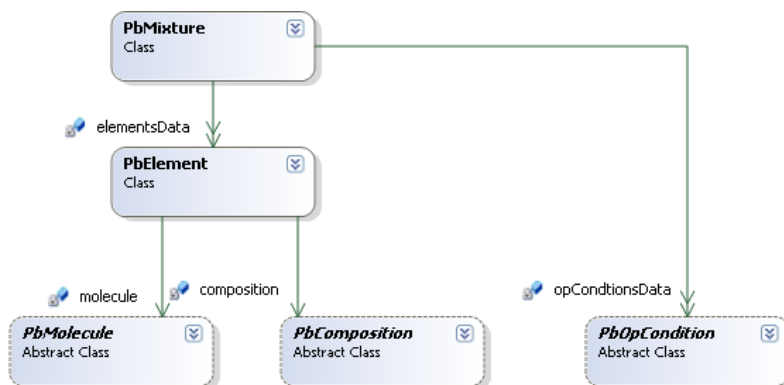 PbMixture
Class
elementsData
PbElement
Class
molecule
composition
opCondtionsData
PbMolecule
Abstract Class
PbComposition
Abstract Class
PbOpCondition
Abstract Class